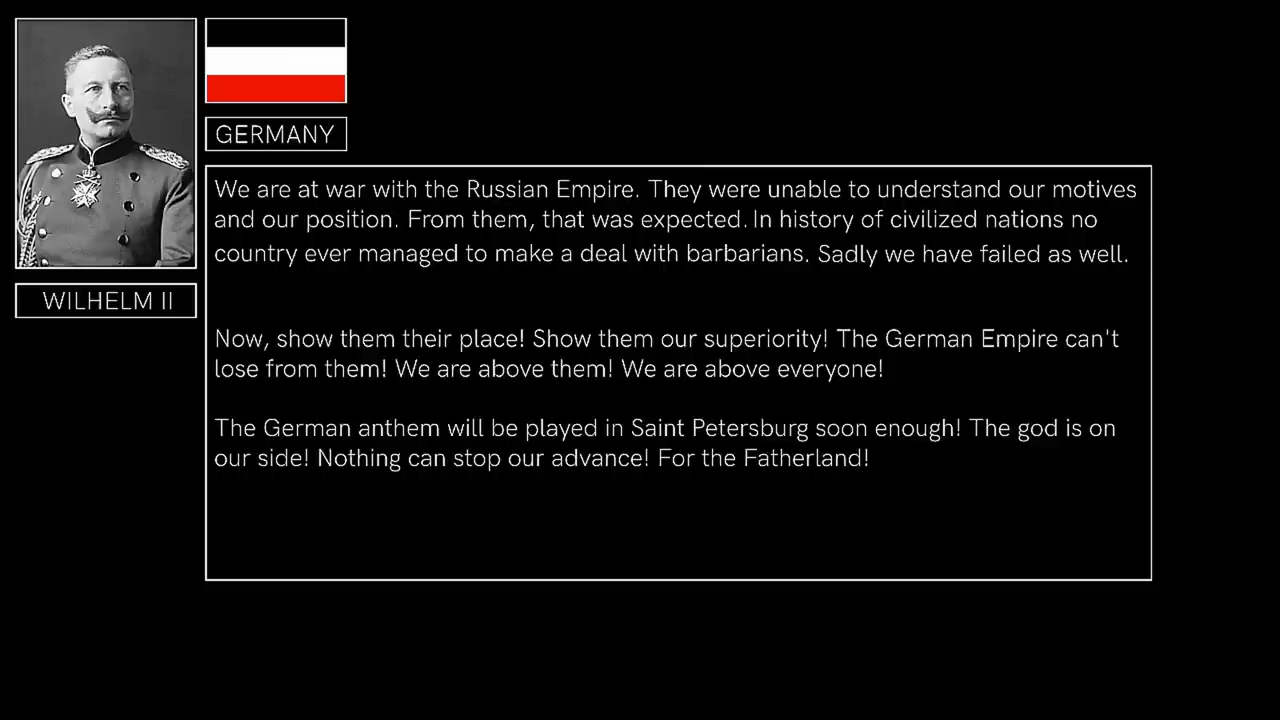 GERMANY
WILHELM II
We are at war with the Russian Empire. They were unable to understand our motives
and our position. From them, that was expected. In history of civilized nations no
country ever managed to make a deal with barbarians. Sadly we have failed as well.
Now, show them their place! Show them our superiority! The German Empire can't
lose from them! We are above them! We are above everyone!
The German anthem will be played in Saint Petersburg soon enough! The god is on
our side! Nothing can stop our advance! For the Fatherland!